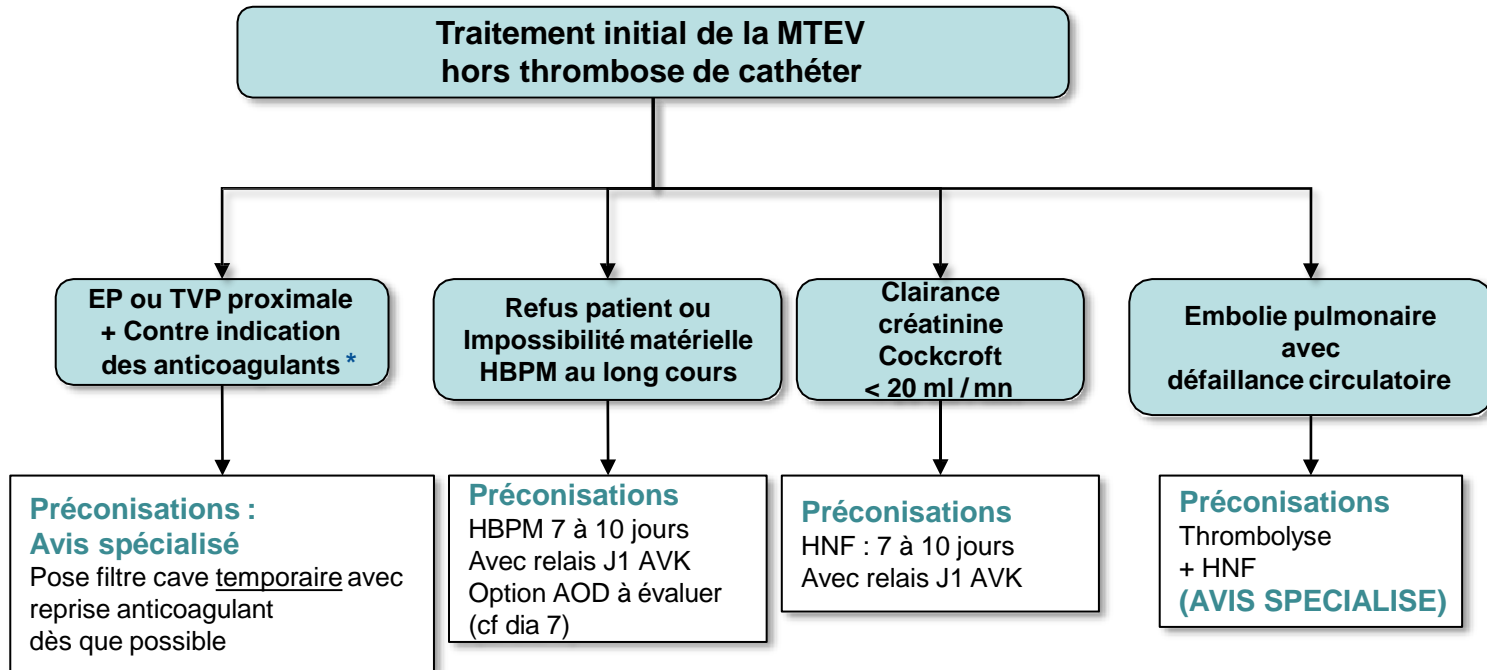 Traitement initial de la MTEV
hors thrombose de cathéter
EP ou TVP proximale
+ Contre indication
des anticoagulants *
Refus patient ou
Impossibilité matérielle
HBPM au long cours
Clairance
créatinine
Cockcroft
< 20 ml / mn
Embolie pulmonaire
avec
défaillance circulatoire
Préconisations :
Avis spécialisé
Pose filtre cave temporaire avec
reprise anticoagulant
dès que possible
Préconisations
HBPM 7 à 10 jours
Avec relais J1 AVK
Option AOD à évaluer
(cf dia 7)
Préconisations
HNF : 7 à 10 jours
Avec relais J1 AVK
Préconisations
Thrombolyse
+ HNF
(AVIS SPECIALISE)